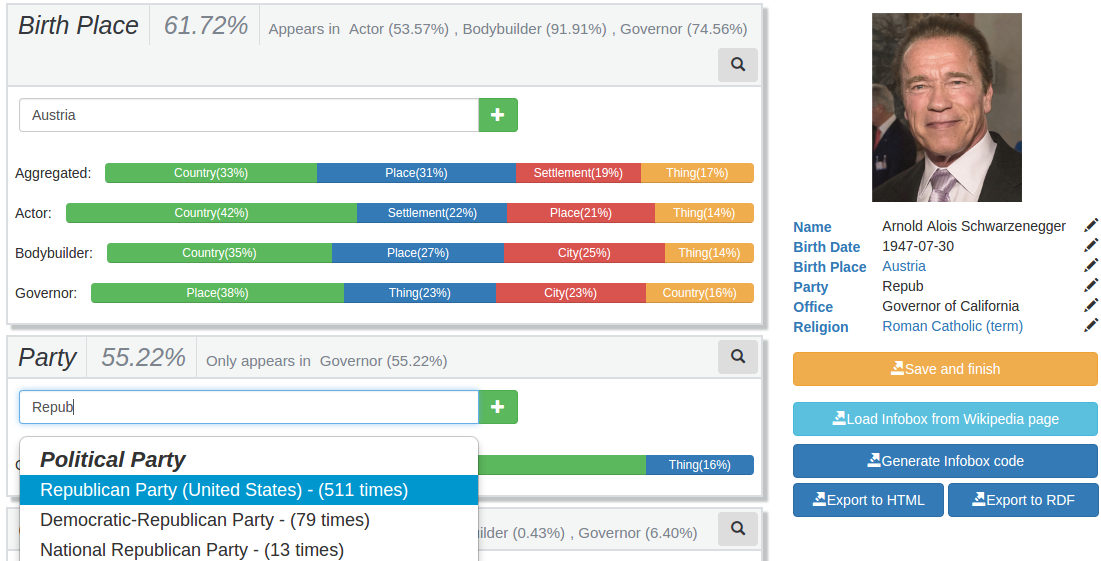 Birth Place 61.72% Appears in Actor (53.57%) , Bodybuilder (91.91%) , Governor (74.56%)
Austria
Aggregated: Country(33%) Place(31%) Settlement(19%) Thing(17%)
Actor: Country(42%) Settlement(22%) Place(21%) Thing(14%)
Bodybuilder: Country(35%) Place(27%) City(25%) Thing(14%)
Governor: Place(38%) Thing(23%) City(23%) Country(16%)
Party 55.22% Only appears in Governor (55.22%)
Repub
Thing(16%)
Political Party
Republican Party (United States) - (511 times)
Democratic-Republican Party - (79 times)
National Republican Party - (13 times)
(0.43%) , Governor (6.40%)
Name Arnold Alois Schwarzenegger
Birth Date 1947-07-30
Birth Place Austria
Party Repub
Office Governor of California
Religion Roman Catholic (term)
Save and finish
Load Infobox from Wikipedia page
Generate Infobox code
Export to HTML Export to RDF